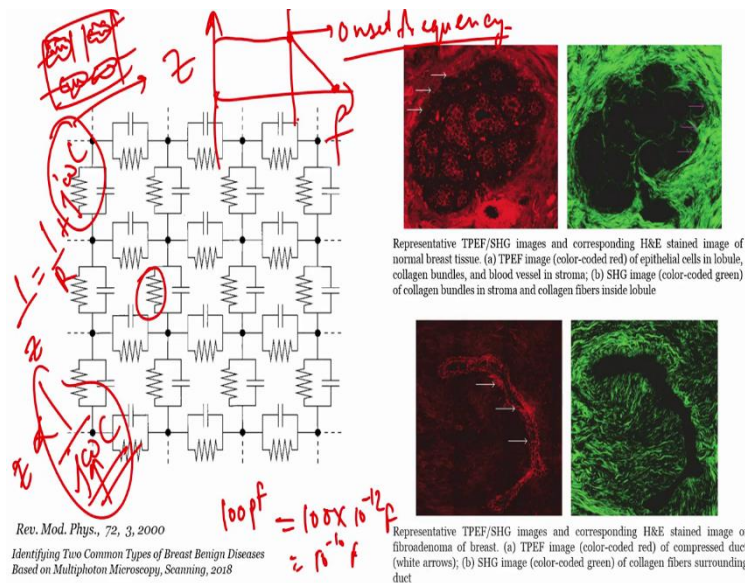 Z
onset frequency
f
1/Z = 1/R + jωC
Z α 1/jωC
100pf = 100 x 10^-12 f
= 10^-10 f
Representative TPEF/SHG images and corresponding H&E stained image of
normal breast tissue. (a) TPEF image (color-coded red) of epithelial cells in lobule,
collagen bundles, and blood vessel in stroma; (b) SHG image (color-coded green)
of collagen bundles in stroma and collagen fibers inside lobule
Rev. Mod. Phys., 72, 3, 2000
Identifying Two Common Types of Breast Benign Diseases
Based on Multiphoton Microscopy, Scanning, 2018
Representative TPEF/SHG images and corresponding H&E stained image o
fibroadenoma of breast. (a) TPEF image (color-coded red) of compressed duct
(white arrows); (b) SHG image (color-coded green) of collagen fibers surrounding
duct